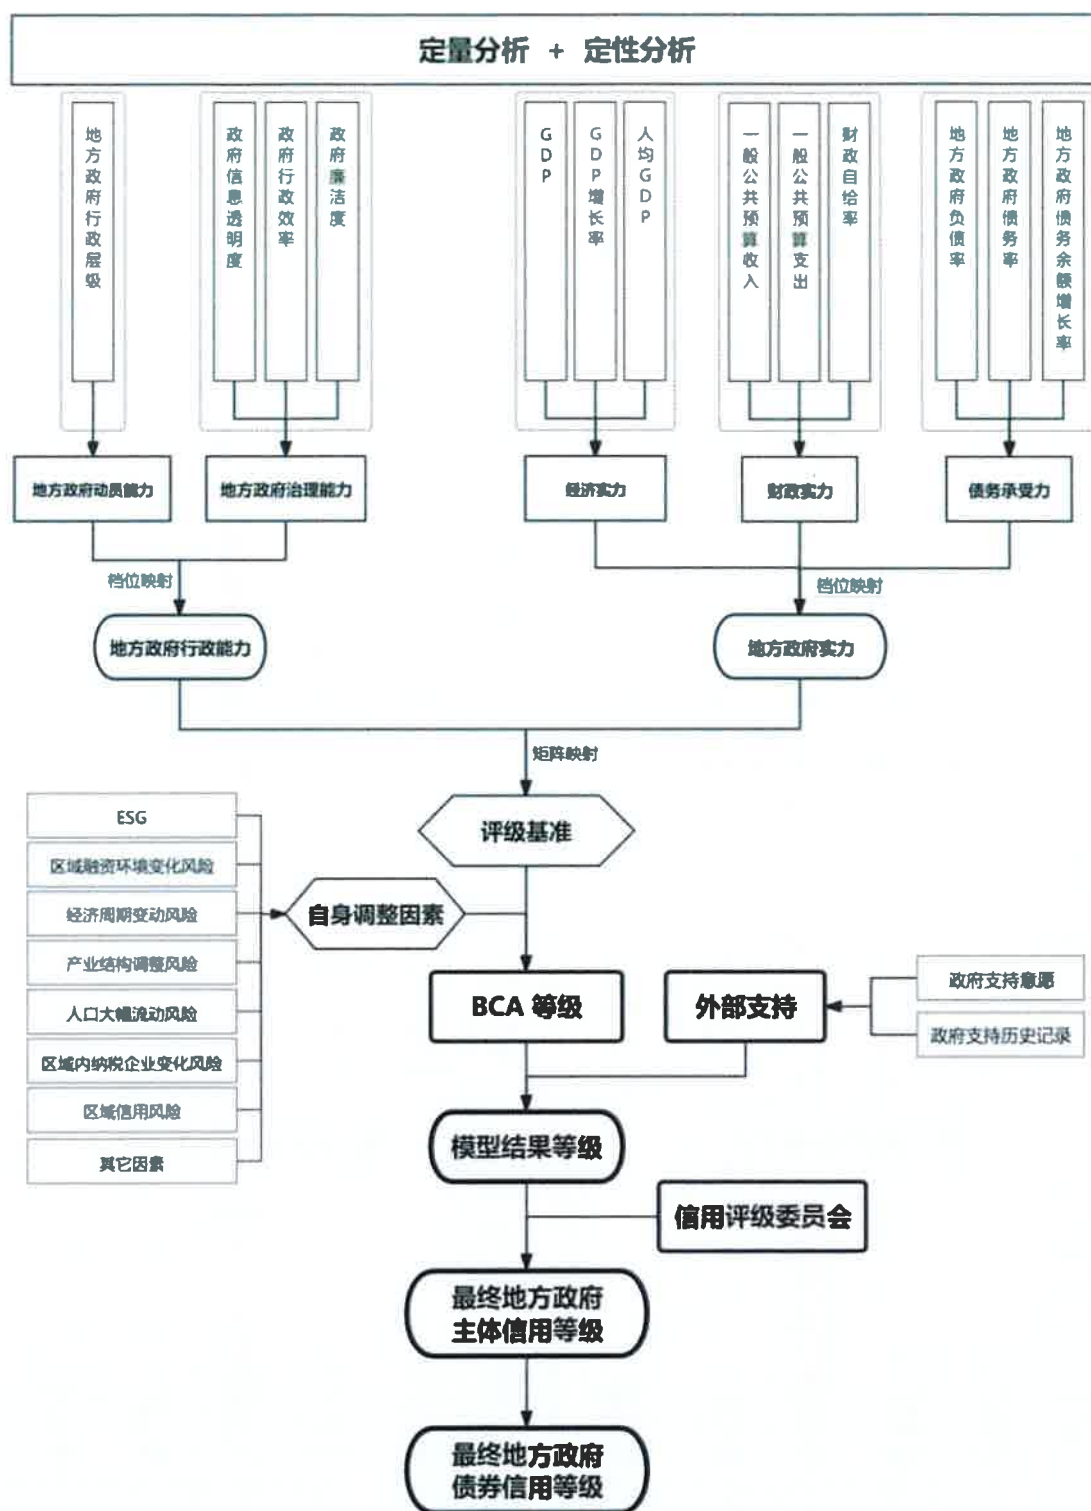 定量分析 + 定性分析
地方政府行政层级
政府信息透明度
政府行政效率
政府廉洁度
GDP
GDP增长率
人均GDP
一般公共预算收入
一般公共预算支出
财政自给率
地方政府负债率
地方政府债务率
地方政府债务余额增长率
地方政府动员能力
地方政府治理能力
经济实力
财政实力
债务承受力
档位映射
档位映射
地方政府行政能力
地方政府实力
矩阵映射
评级基准
ESG
区域融资环境变化风险
经济周期变动风险
产业结构调整风险
人口大幅流动风险
区域内纳税企业变化风险
区域信用风险
其它因素
自身调整因素
BCA 等级
外部支持
政府支持意愿
政府支持历史记录
模型结果等级
信用评级委员会
最终地方政府
主体信用等级
最终地方政府
债券信用等级